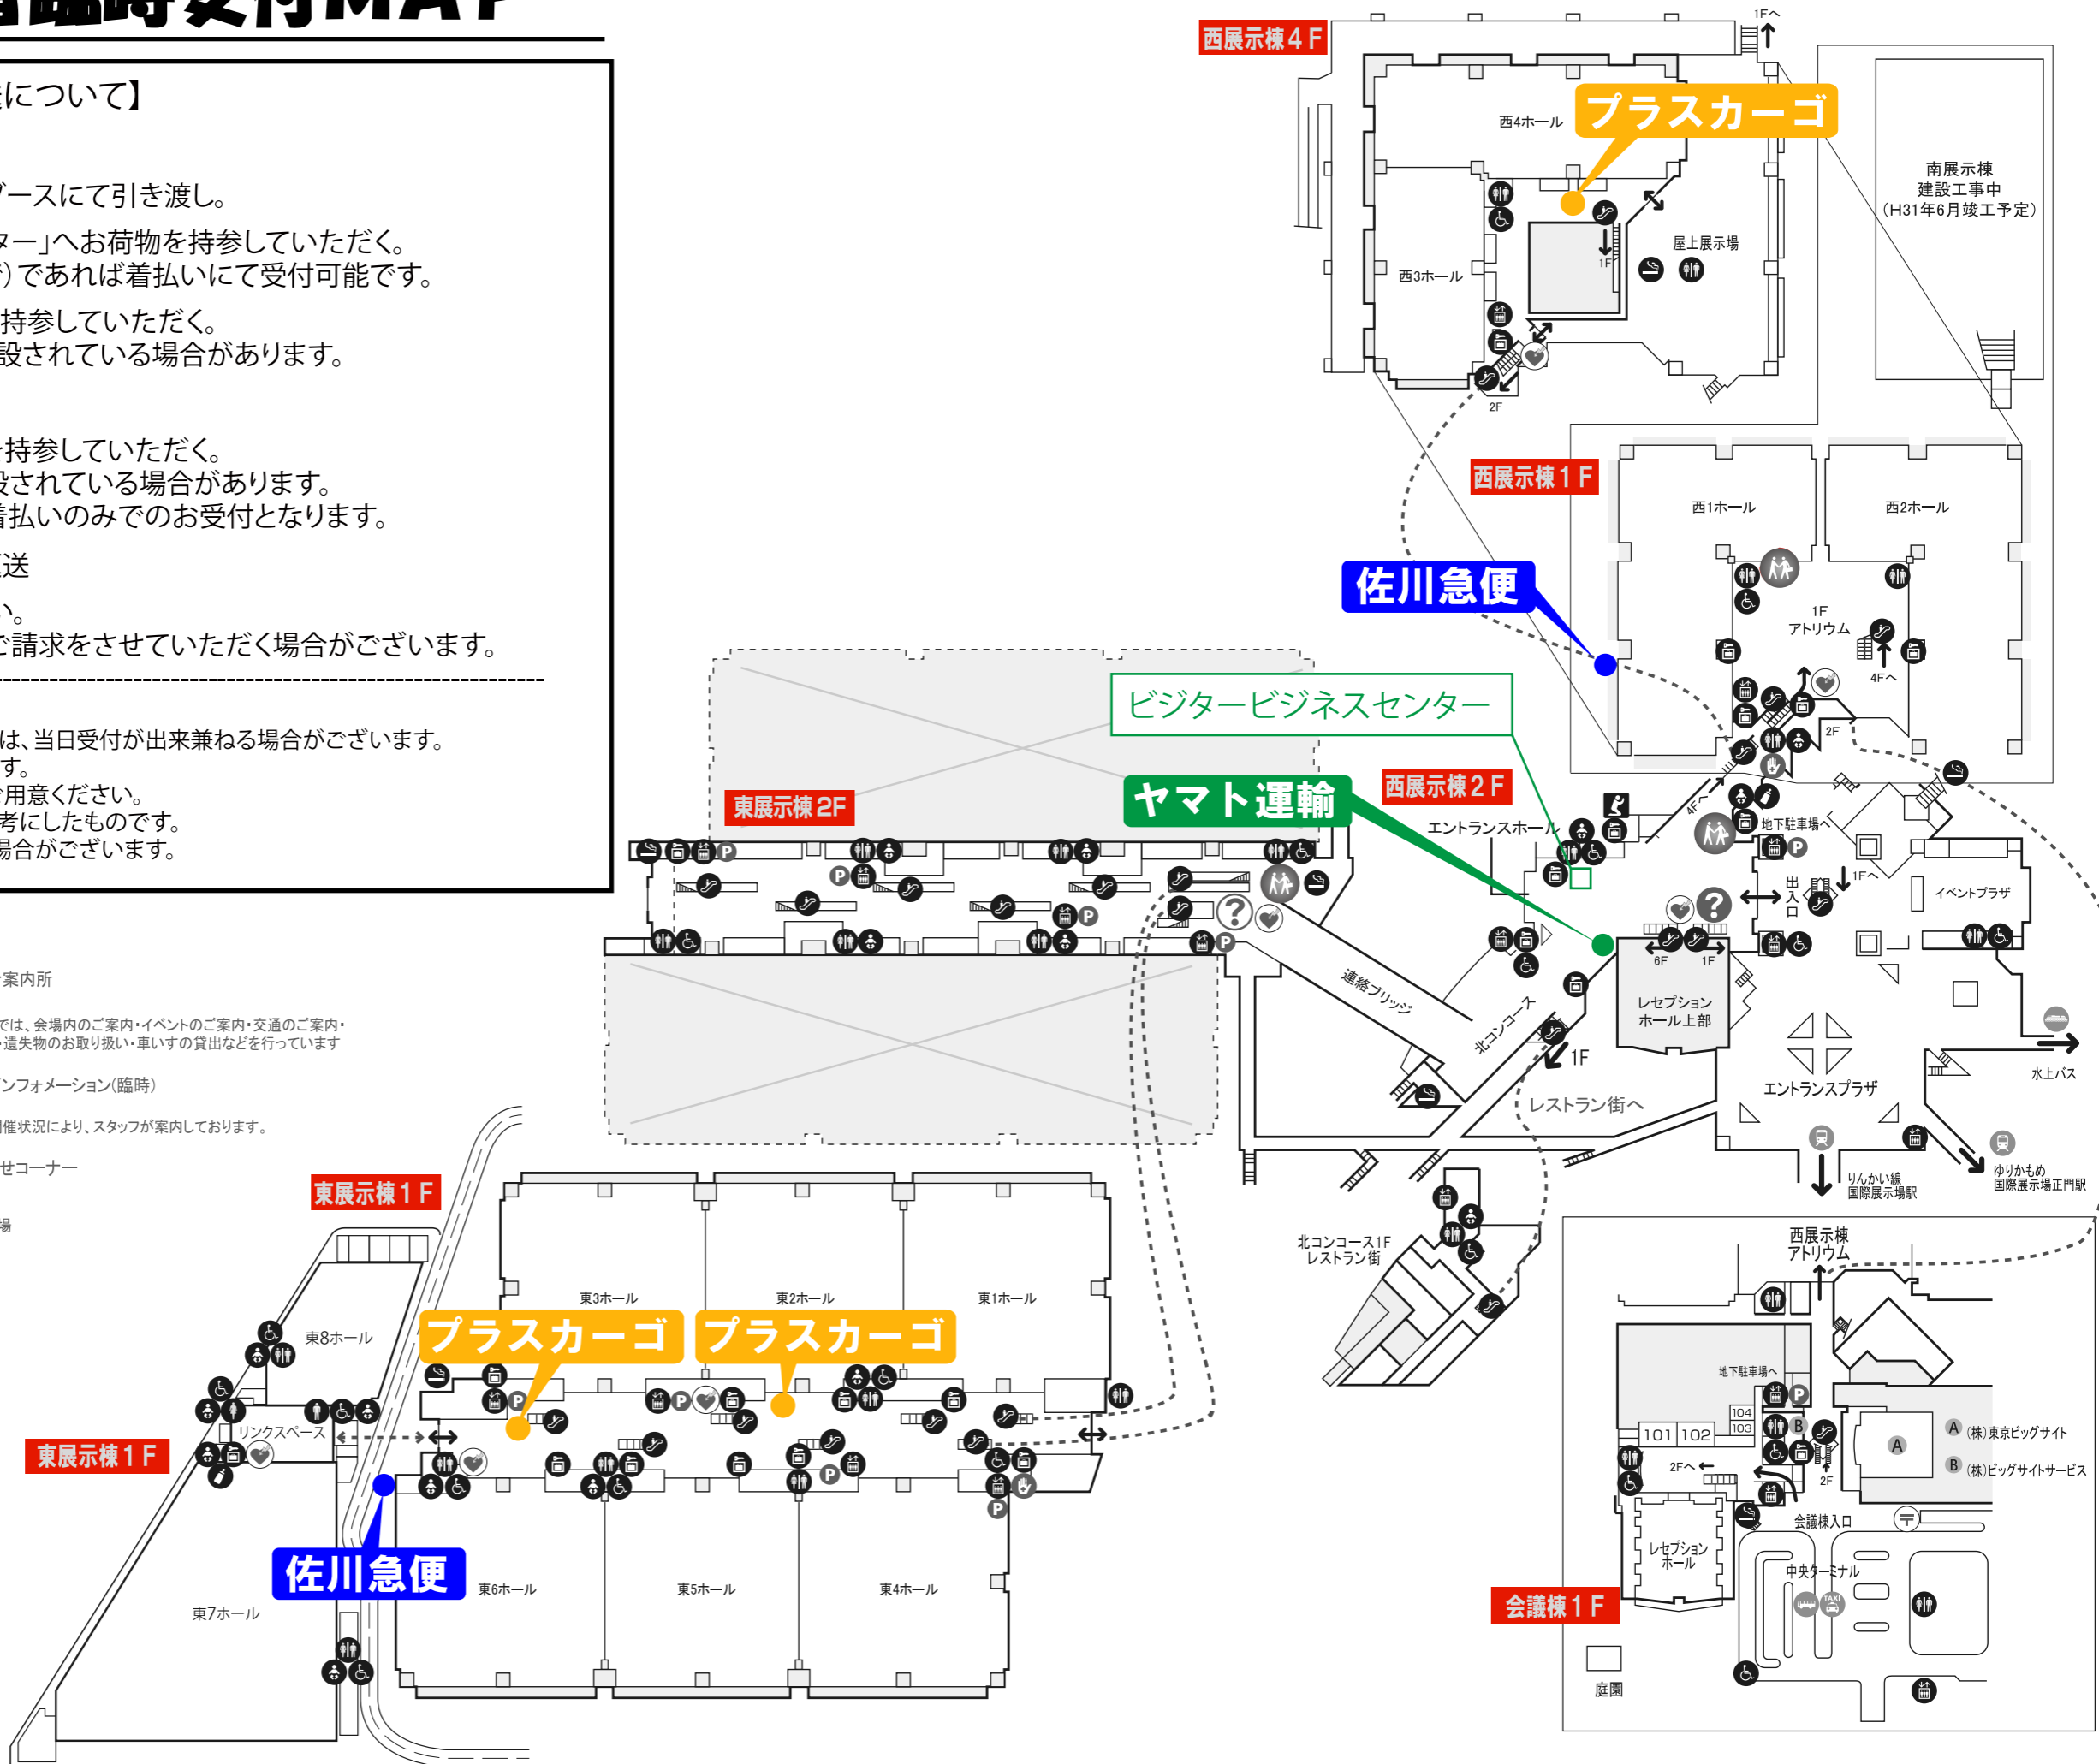 臨時受付MAP
について】
ブースにて引き渡し。
ター」へお荷物を持参していただく。
)であれば着払いにて受付可能です。
持参していただく。
設されている場合があります。
を持参していただく。
設されている場合があります。
着払いのみでのお受付となります。
送
い。
ご請求をさせていただく場合がございます。
は、当日受付が出来兼ねる場合がございます。
す。
ご用意ください。
考にしたものです。
場合がございます。
案内所
では、会場内のご案内・イベントのご案内・交通のご案内・
遺失物のお取り扱い・車いすの貸出などを行っています
インフォメーション(臨時)
開催状況により、スタッフが案内しております。
せコーナー
場
西展示棟4F
1Fへ
プラスカーゴ
西4ホール
西3ホール
1F
屋上展示場
2F
南展示棟
建設工事中
(H31年6月竣工予定)
西展示棟1F
西1ホール
西2ホール
佐川急便
1F
アトリウム
4Fへ
2F
ビジタービジネスセンター
ヤマト運輸
西展示棟2F
エントランスホール
4Fへ
地下駐車場へ
P
出入口
1Fへ
イベントプラザ
?
6F
1F
レセプション
ホール上部
北コンコース
1F
連絡ブリッジ
レストラン街へ
エントランスプラザ
水上バス
りんかい線
国際展示場駅
ゆりかもめ
国際展示場正門駅
東展示棟2F
P
P
P
P
?
北コンコース1F
レストラン街
東展示棟1F
東3ホール
東2ホール
東1ホール
東8ホール
プラスカーゴ
プラスカーゴ
P
P
リンクスペース
東展示棟1F
P
P
佐川急便
東6ホール
東5ホール
東4ホール
東7ホール
西展示棟
アトリウム
地下駐車場へ
P
104
103
101
102
B
A
A (株)東京ビッグサイト
B (株)ビッグサイトサービス
2Fへ
2F
会議棟入口
〒
レセプション
ホール
中央ターミナル
TAXI
会議棟1F
庭園